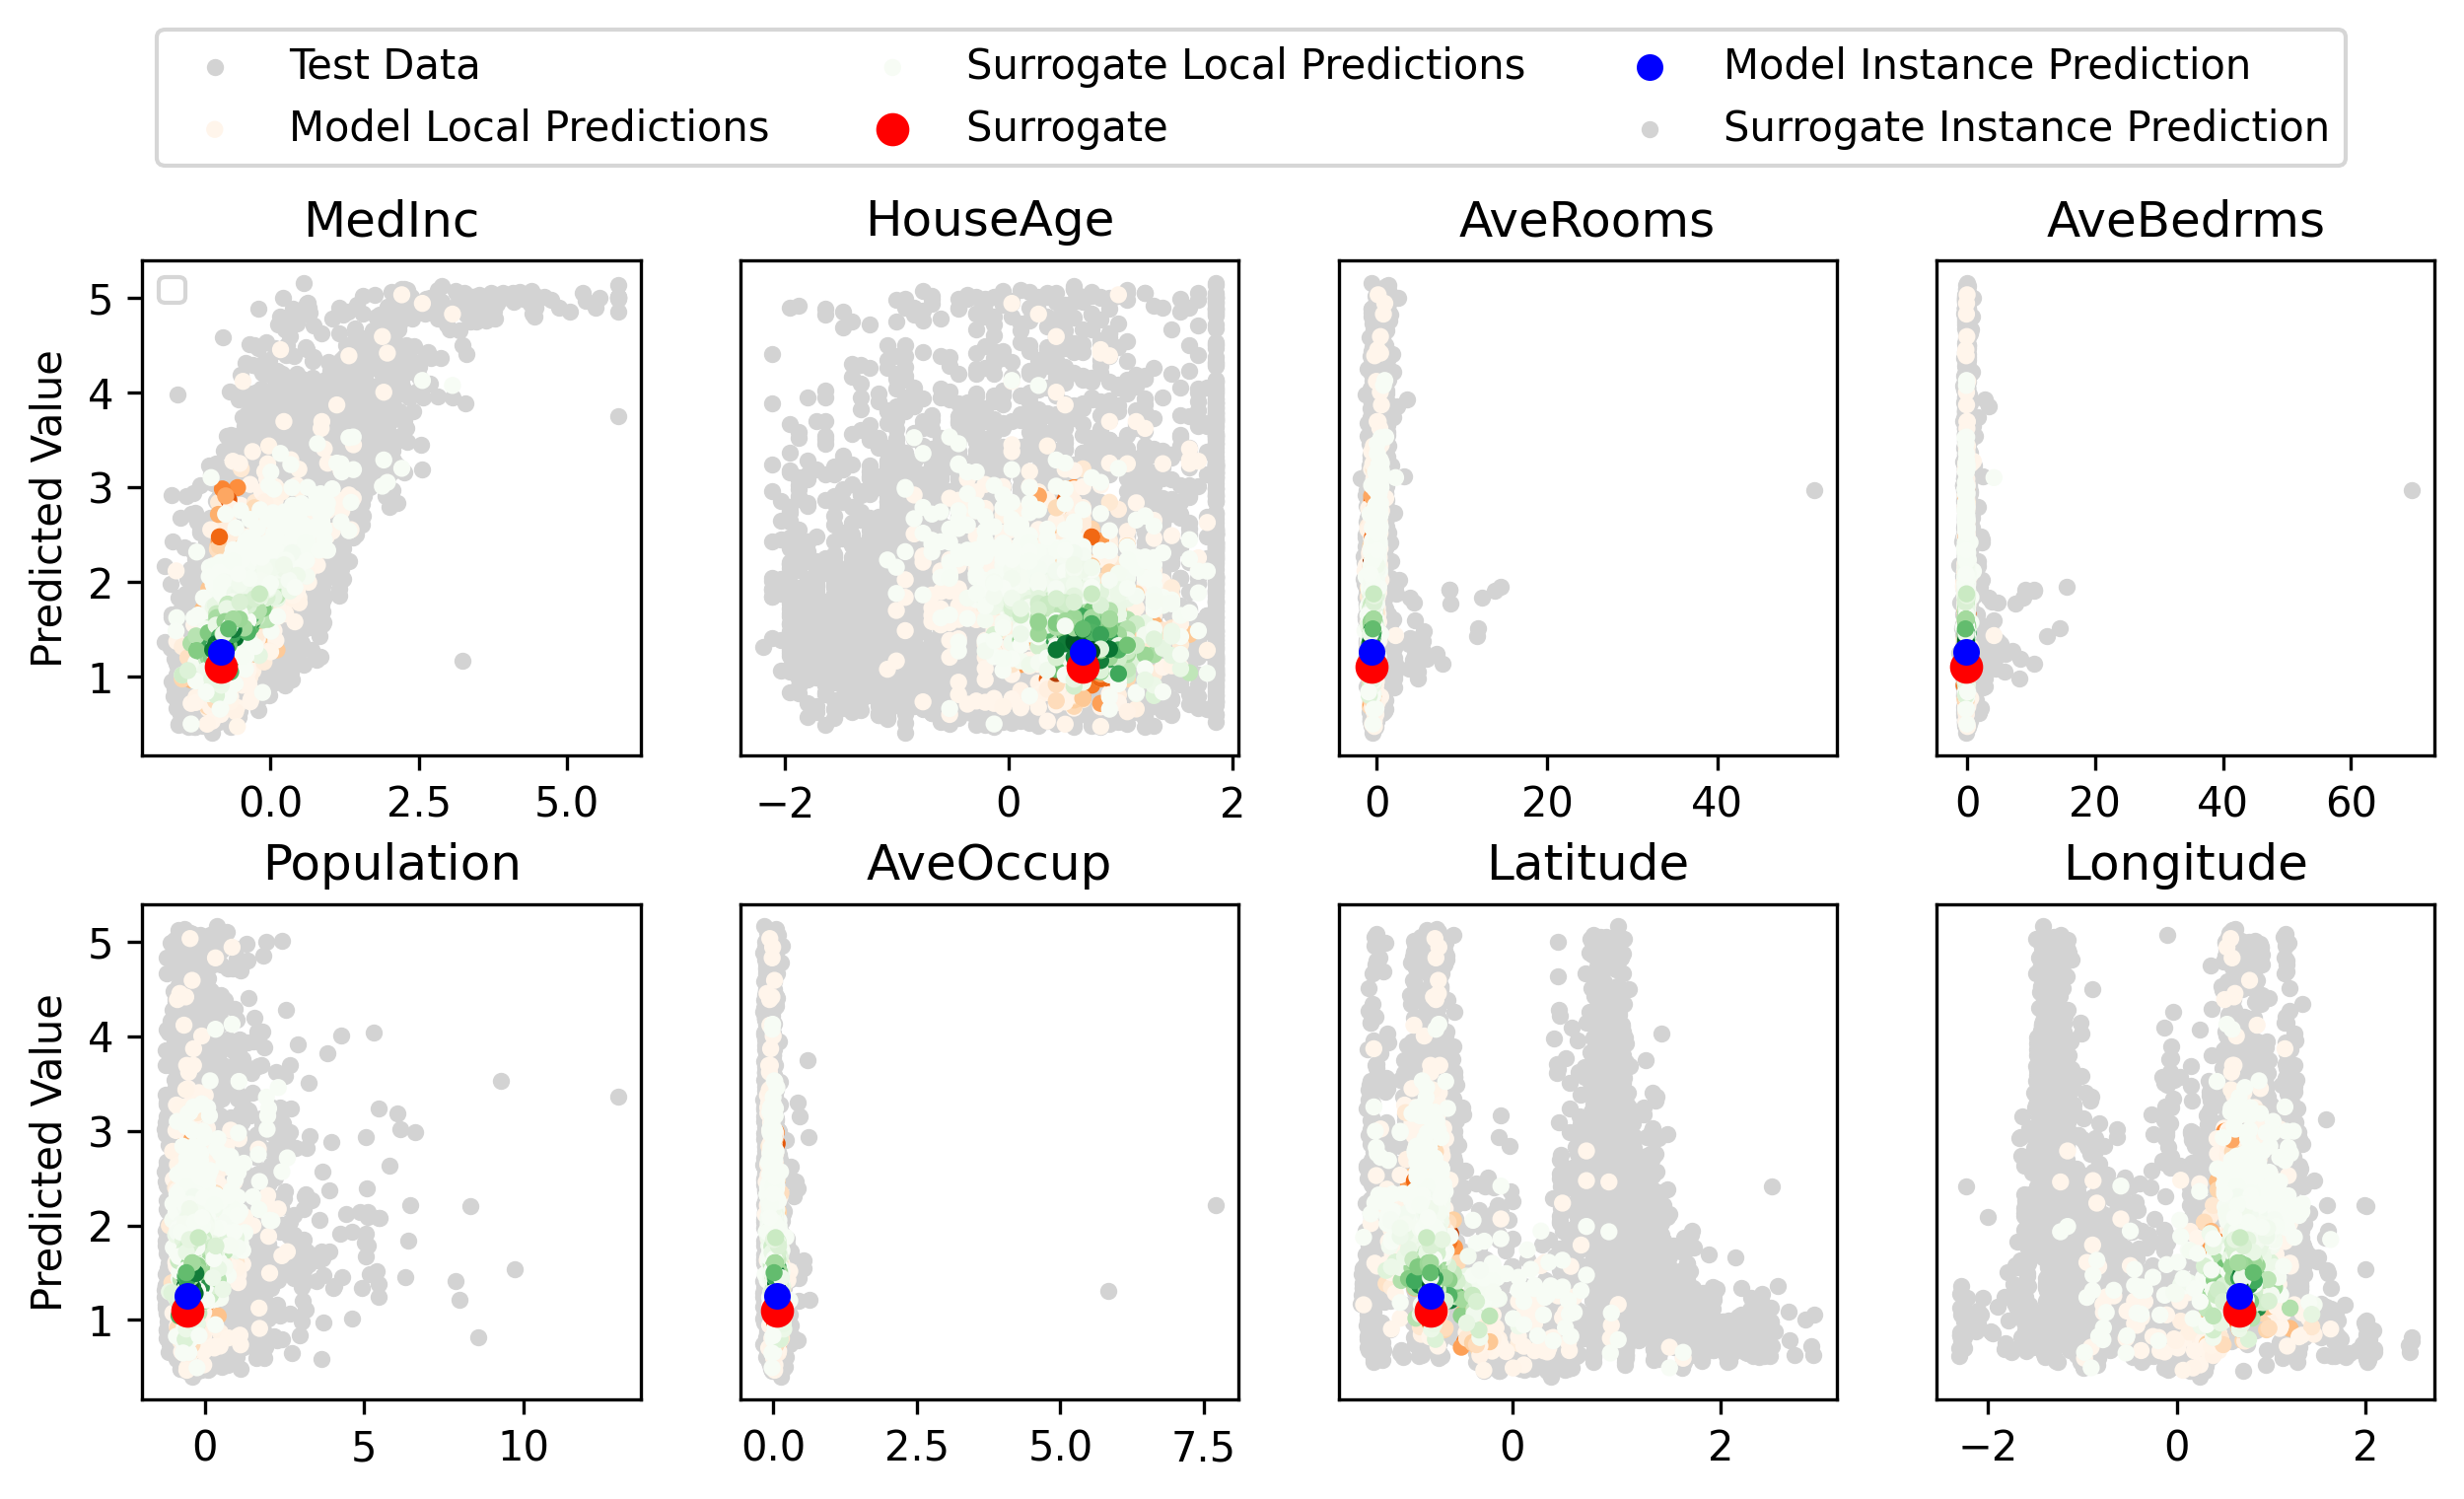 Test Data
Model Local Predictions
Surrogate Local Predictions
Surrogate
Model Instance Prediction
Surrogate Instance Prediction
MedInc
HouseAge
AveRooms
AveBedrms
Predicted Value
5
4
3
2
1
0.0 2.5 5.0
−2 0 2
0 20 40
0 20 40 60
Population
AveOccup
Latitude
Longitude
Predicted Value
5
4
3
2
1
0 5 10
0.0 2.5 5.0 7.5
0 2
−2 0 2